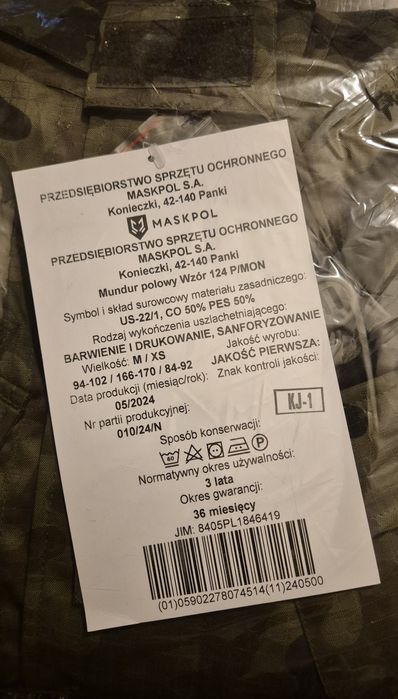 PRZEDSIĘBIORSTWO SPRZĘTU OCHRONNEGO
MASKPOL S.A.
Konieczki, 42-140 Panki
MASKPOL
PRZEDSIĘBIORSTWO SPRZĘTU OCHRONNEGO
MASKPOL S.A.
Konieczki, 42-140 Panki
Mundur polowy Wzór 124 P/MON
Symbol i skład surowcowy materiału zasadniczego:
US-22/1, CO 50% PES 50%
Rodzaj wykończenia uszlachetniającego:
BARWIENIE I DRUKOWANIE, SANFORYZOWANIE
Wielkość: M / XS
Jakość wyrobu:
94-102 / 166-170 / 84-92
JAKOŚĆ PIERWSZA:
Data produkcji (miesiąc/rok):
Znak kontroli jakości:
05/2024
Nr partii produkcyjnej:
KJ-1
010/24/N
Sposób konserwacji:
60
P
Normatywny okres używalności:
3 lata
Okres gwarancji:
36 miesięcy
JIM: 8405PL1846419
(01)05902278074514(11)240500